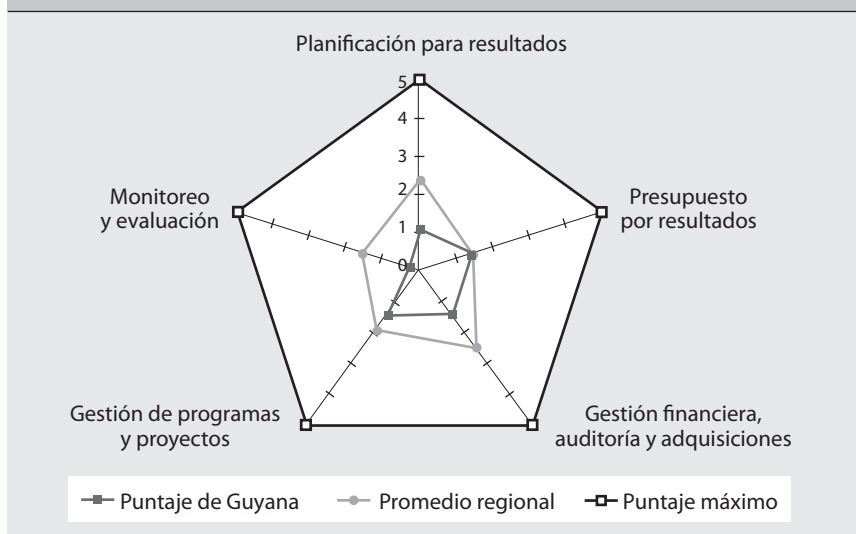 Planificación para resultados
5
4
3
2
1
0
Monitoreo
y evaluación
Presupuesto
por resultados
Gestión de programas
y proyectos
Gestión financiera,
auditoría y adquisiciones
Puntaje de Guyana
Promedio regional
Puntaje máximo